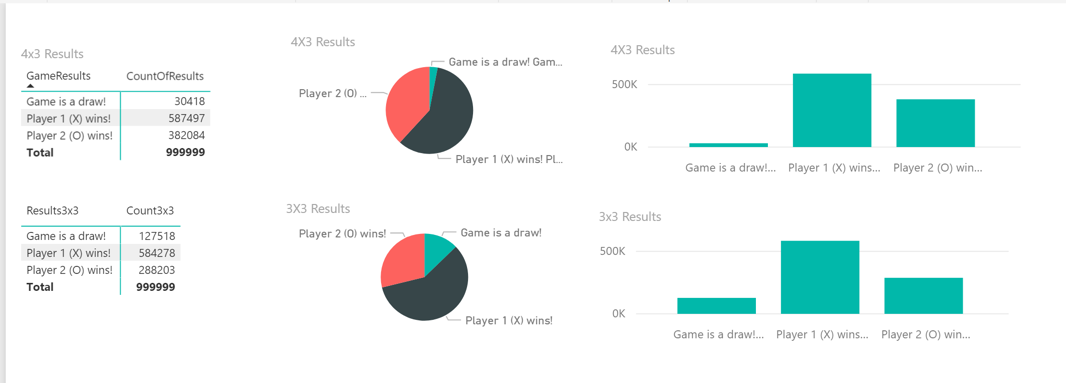 4x3 Results
GameResults CountOfResults
Game is a draw! 30418
Player 1 (X) wins! 587497
Player 2 (O) wins! 382084
Total 999999
4X3 Results
Game is a draw! Gam...
Player 2 (O) ...
Player 1 (X) wins! Pl...
4X3 Results
500K
0K
Game is a draw!... Player 1 (X) wins... Player 2 (O) win...
Results3x3 Count3x3
Game is a draw! 127518
Player 1 (X) wins! 584278
Player 2 (O) wins! 288203
Total 999999
3X3 Results
Player 2 (O) wins! Game is a draw!
Player 1 (X) wins!
3x3 Results
500K
0K
Game is a draw!... Player 1 (X) wins... Player 2 (O) win...